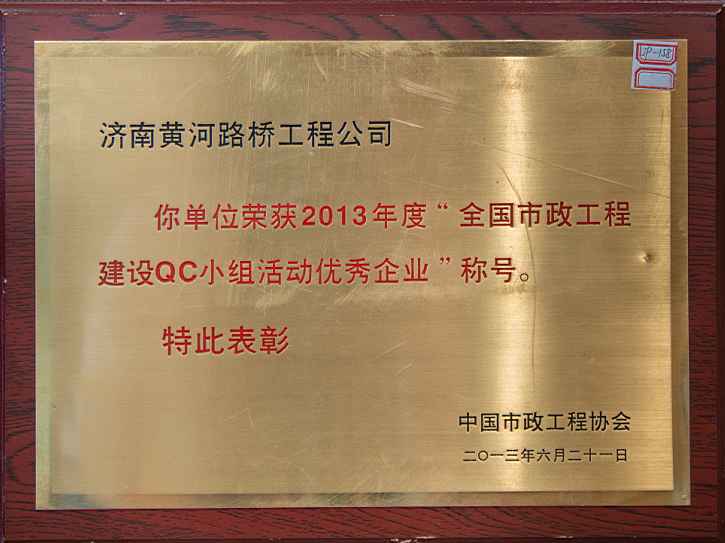 JP-158
济南黄河路桥工程公司
你单位荣获2013年度“全国市政工程
建设QC小组活动优秀企业”称号。
特此表彰
中国市政工程协会
二〇一三年六月二十一日